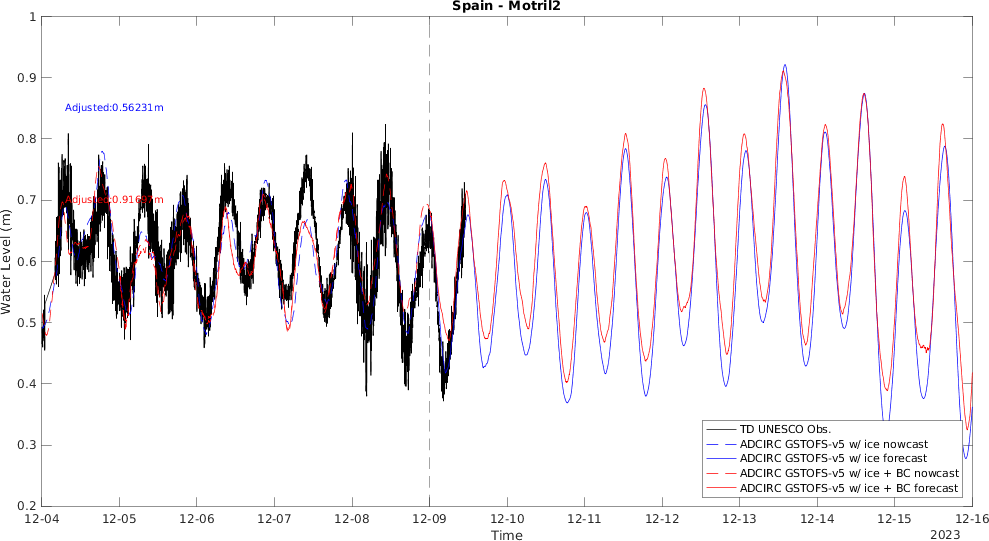 Spain - Motril2
1
0.9
0.8
0.7
0.6
0.5
0.4
0.3
0.2
Water Level (m)
Adjusted:0.56231m
TD UNESCO Obs.
ADCIRC GSTOFS-v5 w/ ice nowcast
ADCIRC GSTOFS-v5 w/ ice forecast
ADCIRC GSTOFS-v5 w/ ice + BC nowcast
ADCIRC GSTOFS-v5 w/ ice + BC forecast
12-04 12-05 12-06 12-07 12-08 12-09 12-10 12-11 12-12 12-13 12-14 12-15 12-16
Time
2023